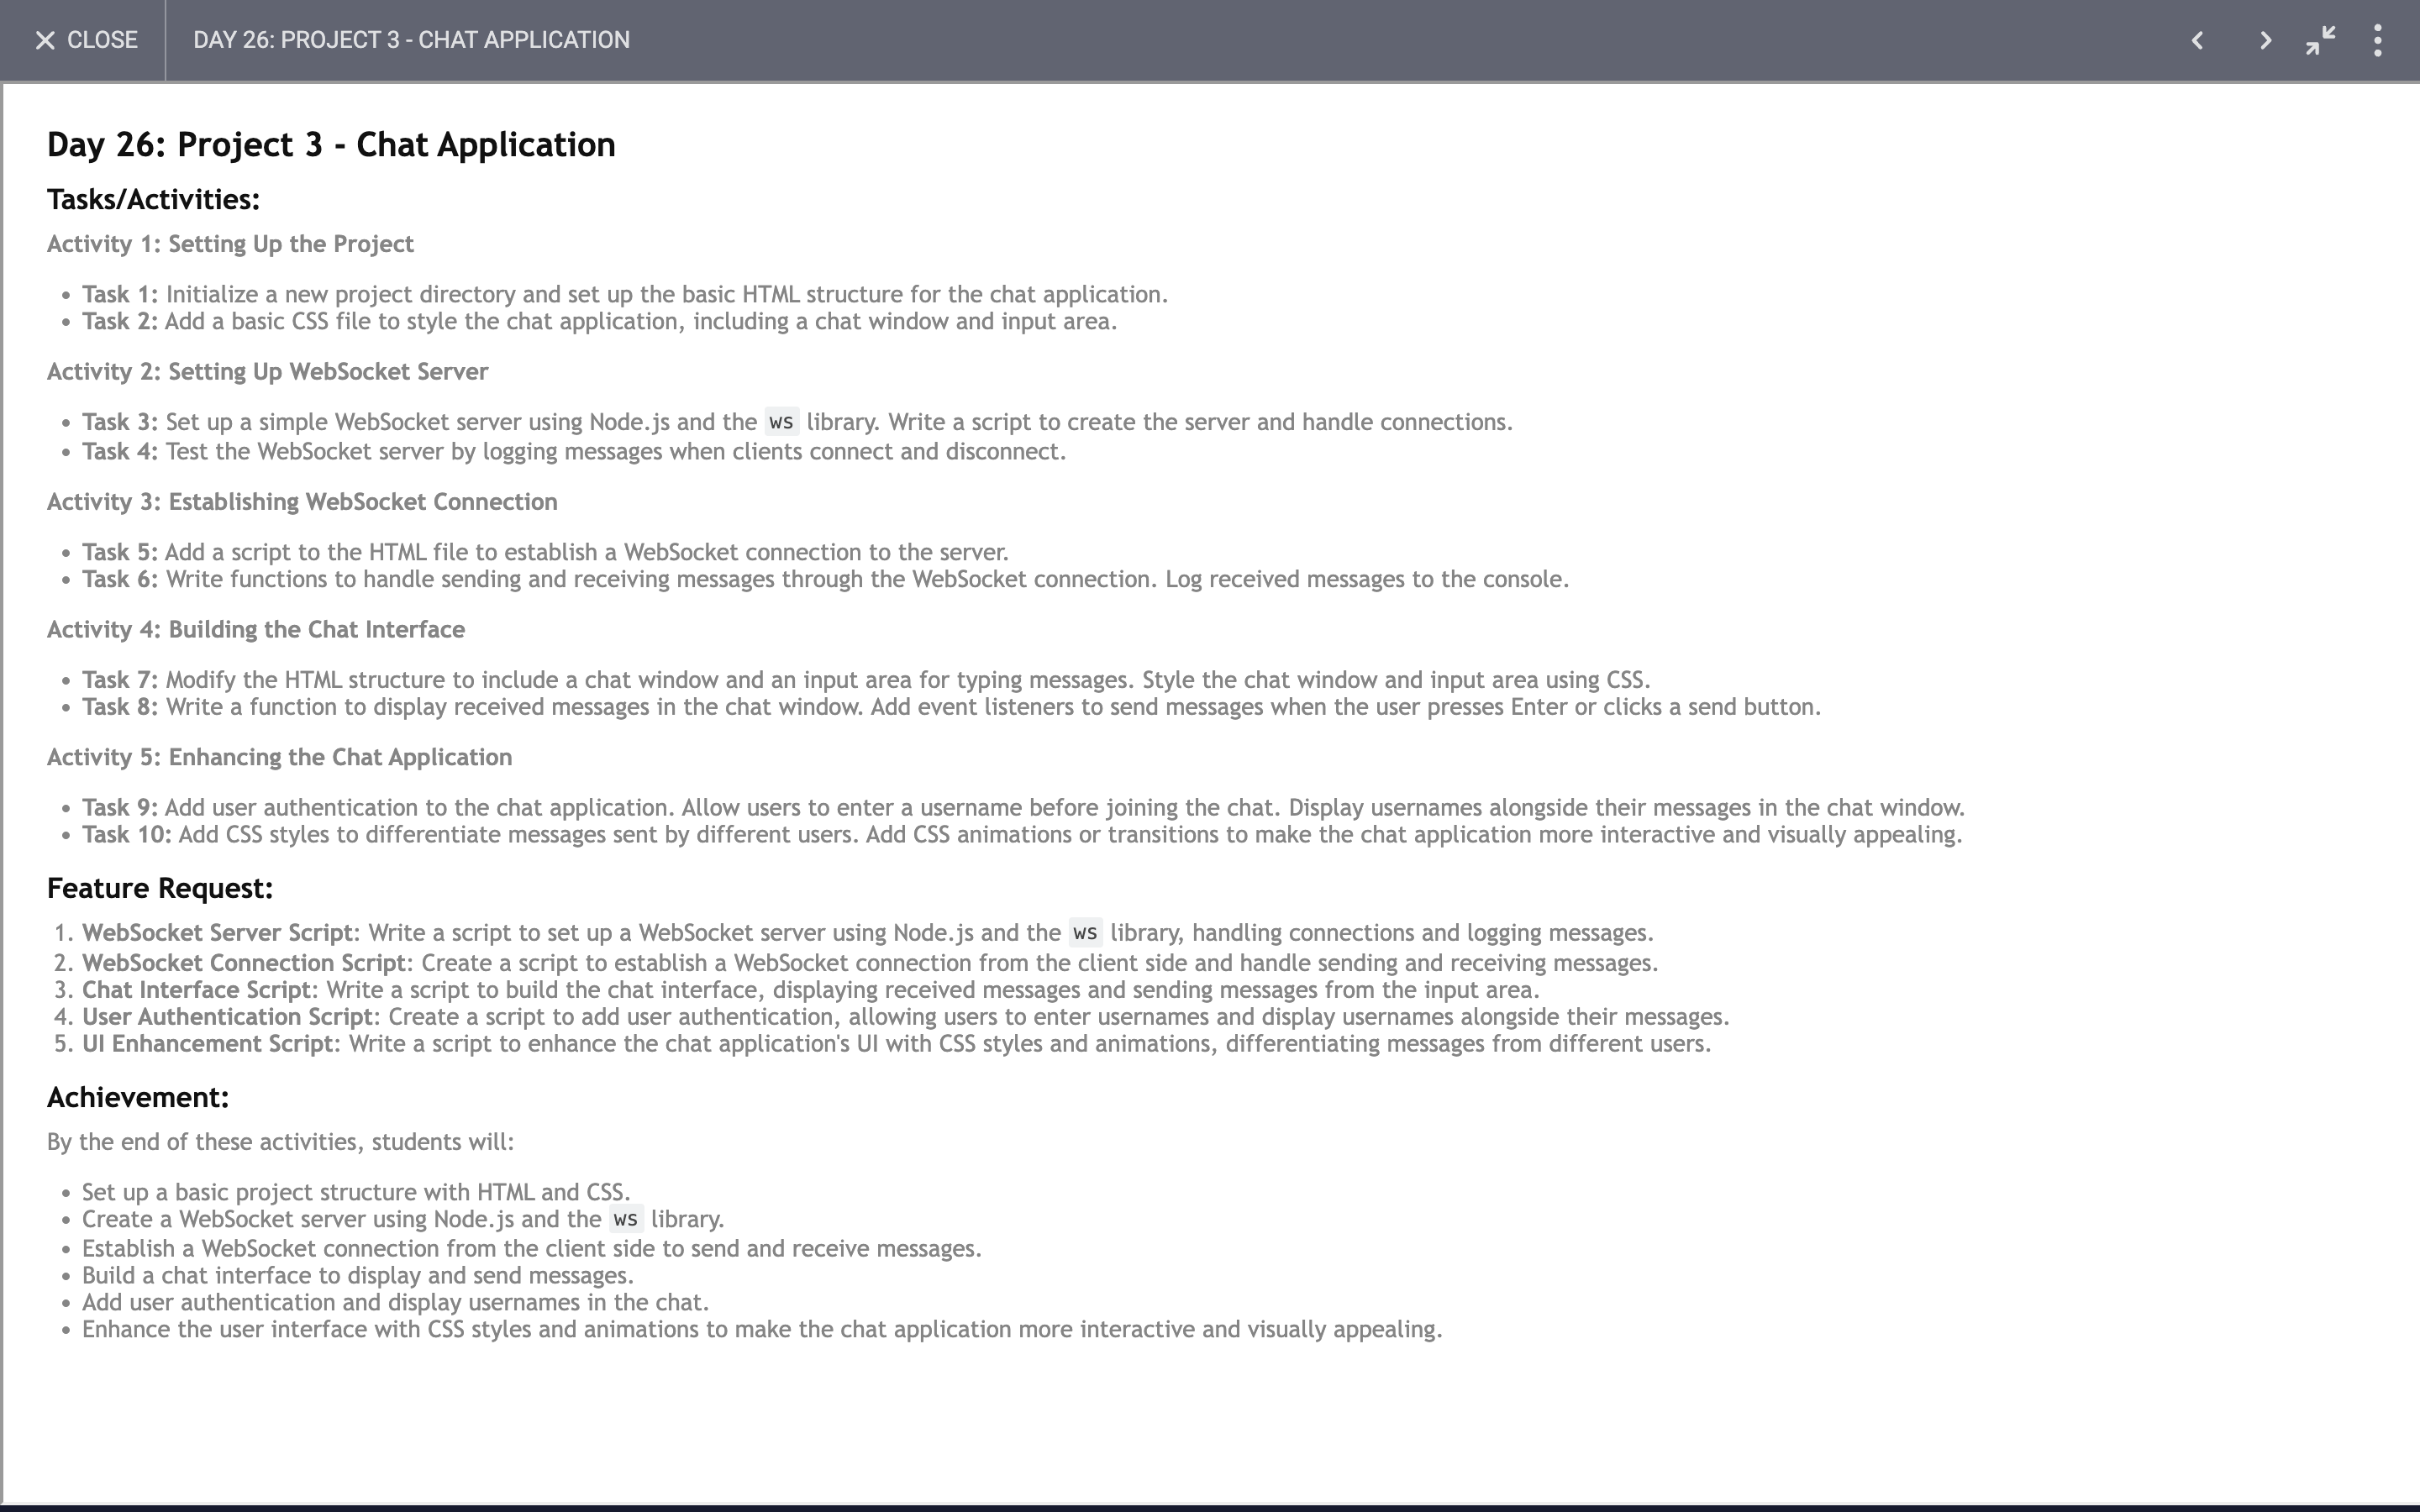 CLOSE
DAY 26: PROJECT 3 - CHAT APPLICATION
Day 26: Project 3 - Chat Application
Tasks/Activities:
Activity 1: Setting Up the Project
• Task 1: Initialize a new project directory and set up the basic HTML structure for the chat application.
• Task 2: Add a basic CSS file to style the chat application, including a chat window and input area.
Activity 2: Setting Up WebSocket Server
• Task 3: Set up a simple WebSocket server using Node.js and the ws library. Write a script to create the server and handle connections.
• Task 4: Test the WebSocket server by logging messages when clients connect and disconnect.
Activity 3: Establishing WebSocket Connection
• Task 5: Add a script to the HTML file to establish a WebSocket connection to the server.
• Task 6: Write functions to handle sending and receiving messages through the WebSocket connection. Log received messages to the console.
Activity 4: Building the Chat Interface
• Task 7: Modify the HTML structure to include a chat window and an input area for typing messages. Style the chat window and input area using CSS.
• Task 8: Write a function to display received messages in the chat window. Add event listeners to send messages when the user presses Enter or clicks a send button.
Activity 5: Enhancing the Chat Application
• Task 9: Add user authentication to the chat application. Allow users to enter a username before joining the chat. Display usernames alongside their messages in the chat window.
• Task 10: Add CSS styles to differentiate messages sent by different users. Add CSS animations or transitions to make the chat application more interactive and visually appealing.
Feature Request:
1. WebSocket Server Script: Write a script to set up a WebSocket server using Node.js and the ws library, handling connections and logging messages.
2. WebSocket Connection Script: Create a script to establish a WebSocket connection from the client side and handle sending and receiving messages.
3. Chat Interface Script: Write a script to build the chat interface, displaying received messages and sending messages from the input area.
4. User Authentication Script: Create a script to add user authentication, allowing users to enter usernames and display usernames alongside their messages.
5. UI Enhancement Script: Write a script to enhance the chat application's UI with CSS styles and animations, differentiating messages from different users.
Achievement:
By the end of these activities, students will:
• Set up a basic project structure with HTML and CSS.
• Create a WebSocket server using Node.js and the ws library.
• Establish a WebSocket connection from the client side to send and receive messages.
• Build a chat interface to display and send messages.
• Add user authentication and display usernames in the chat.
• Enhance the user interface with CSS styles and animations to make the chat application more interactive and visually appealing.